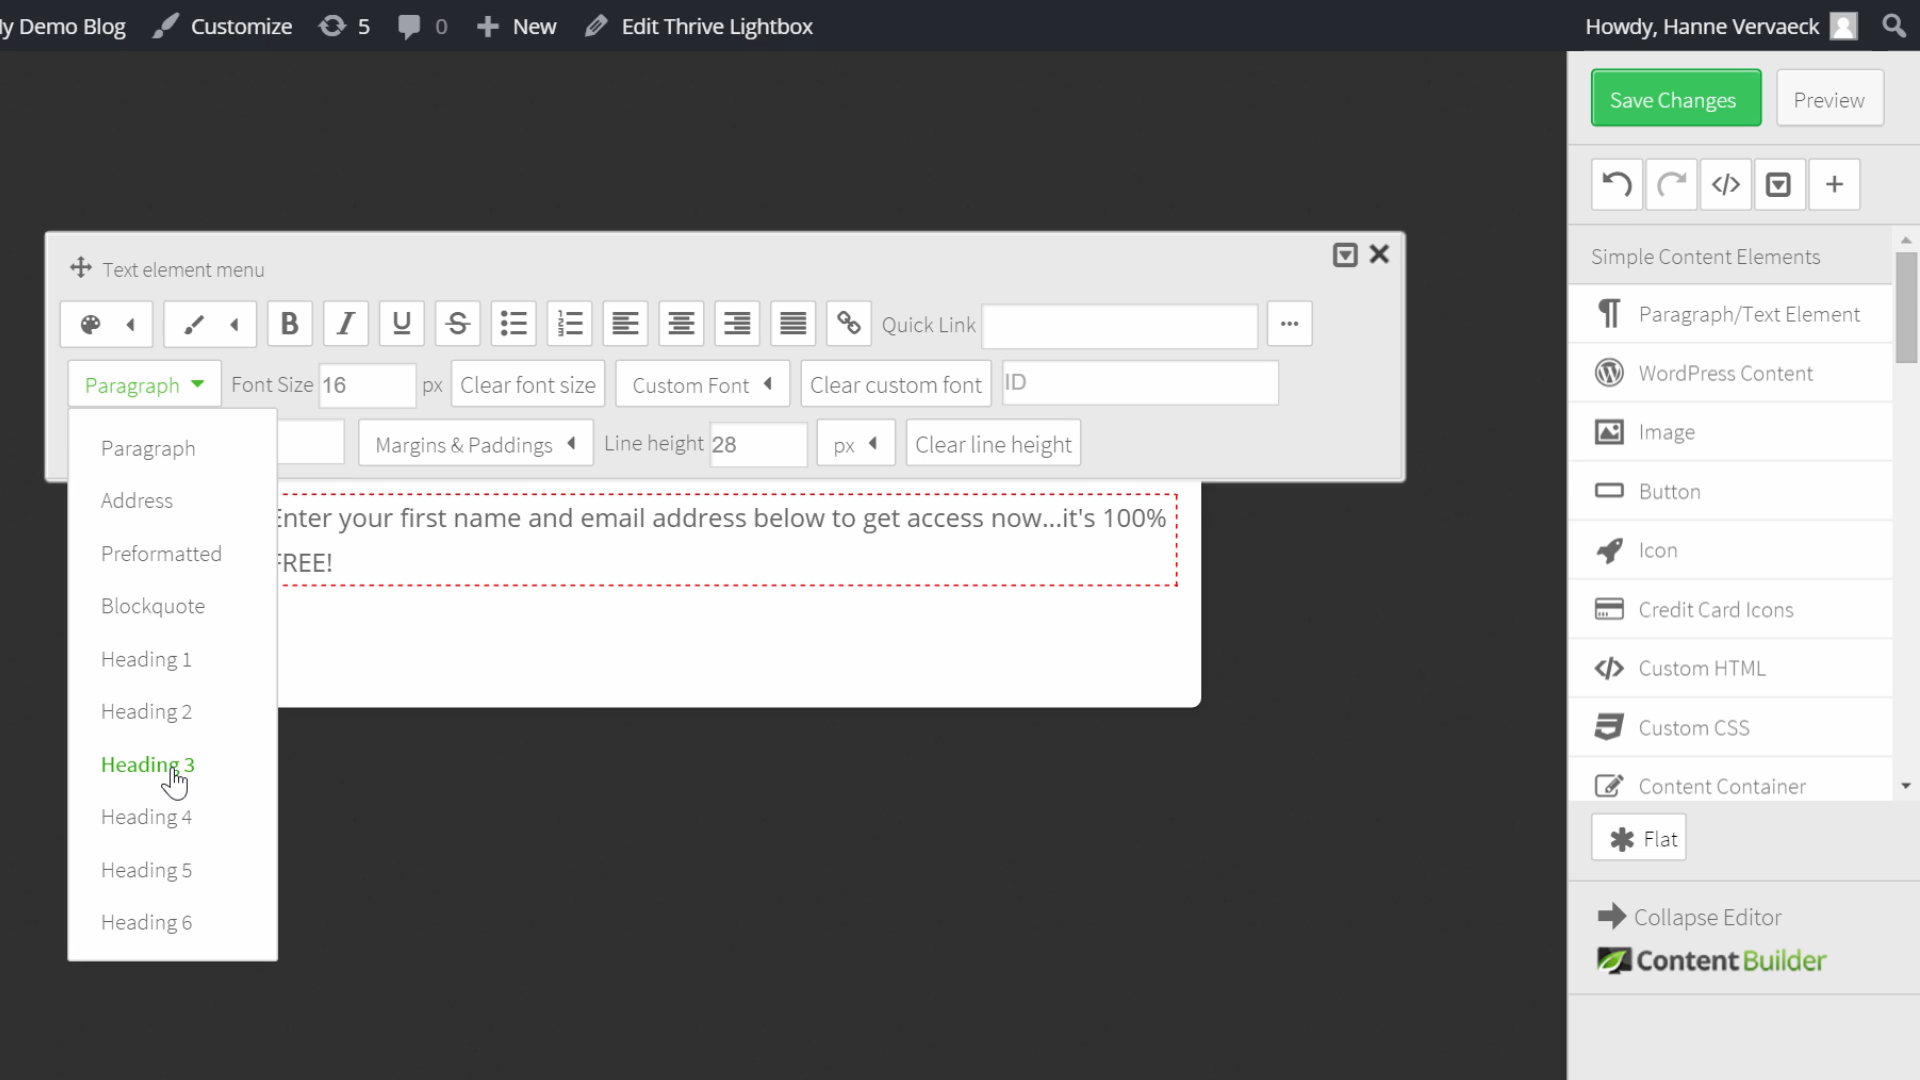 My Demo Blog Customize 5 0 New Edit Thrive Lightbox Howdy, Hanne Vervaeck
Save Changes Preview
Text element menu
B I U S Quick Link ...
Paragraph Font Size 16 px Clear font size Custom Font Clear custom font ID
Margins & Paddings Line height 28 px Clear line height
Paragraph
Address
Preformatted
Blockquote
Heading 1
Heading 2
Heading 3
Heading 4
Heading 5
Heading 6
Enter your first name and email address below to get access now...it's 100%
FREE!
Simple Content Elements
Paragraph/Text Element
WordPress Content
Image
Button
Icon
Credit Card Icons
Custom HTML
Custom CSS
Content Container
Flat
Collapse Editor
Content Builder